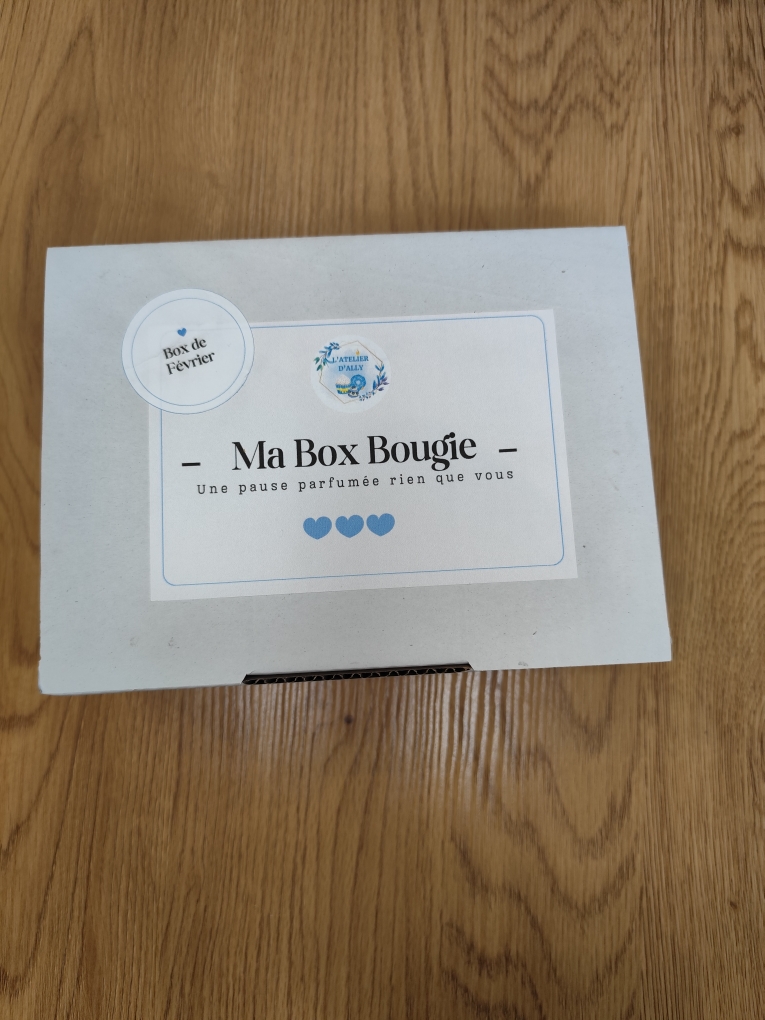 Box de
Février
L'ATELIER
D'ALLY
– Ma Box Bougie –
Une pause parfumée rien que vous